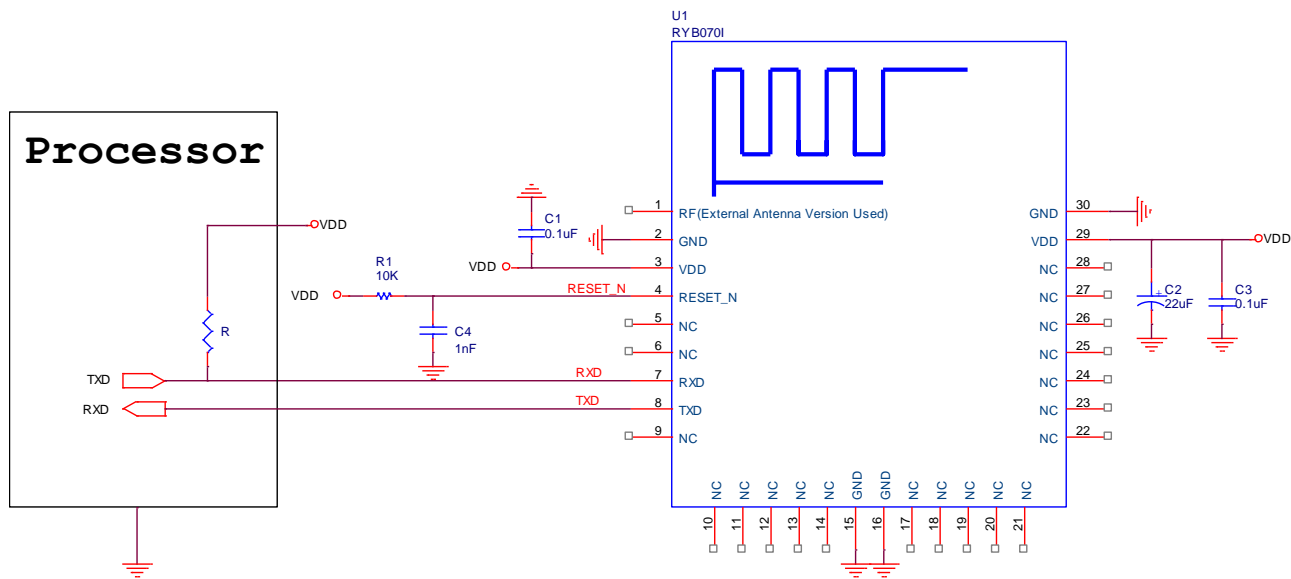 U1
RYB070I
Processor
VDD
R
TXD
RXD
C1
0.1uF
VDD
R1
10K
VDD
RESET_N
C4
1nF
RXD
TXD
1 RF(External Antenna Version Used)
2 GND
3 VDD
4 RESET_N
5 NC
6 NC
7 RXD
8 TXD
9 NC
10 NC
11 NC
12 NC
13 NC
14 NC
15 GND
16 GND
17 NC
18 NC
19 NC
20 NC
21 NC
GND 30
VDD 29
NC 28
NC 27
NC 26
NC 25
NC 24
NC 23
NC 22
VDD
+
C2
22uF
C3
0.1uF